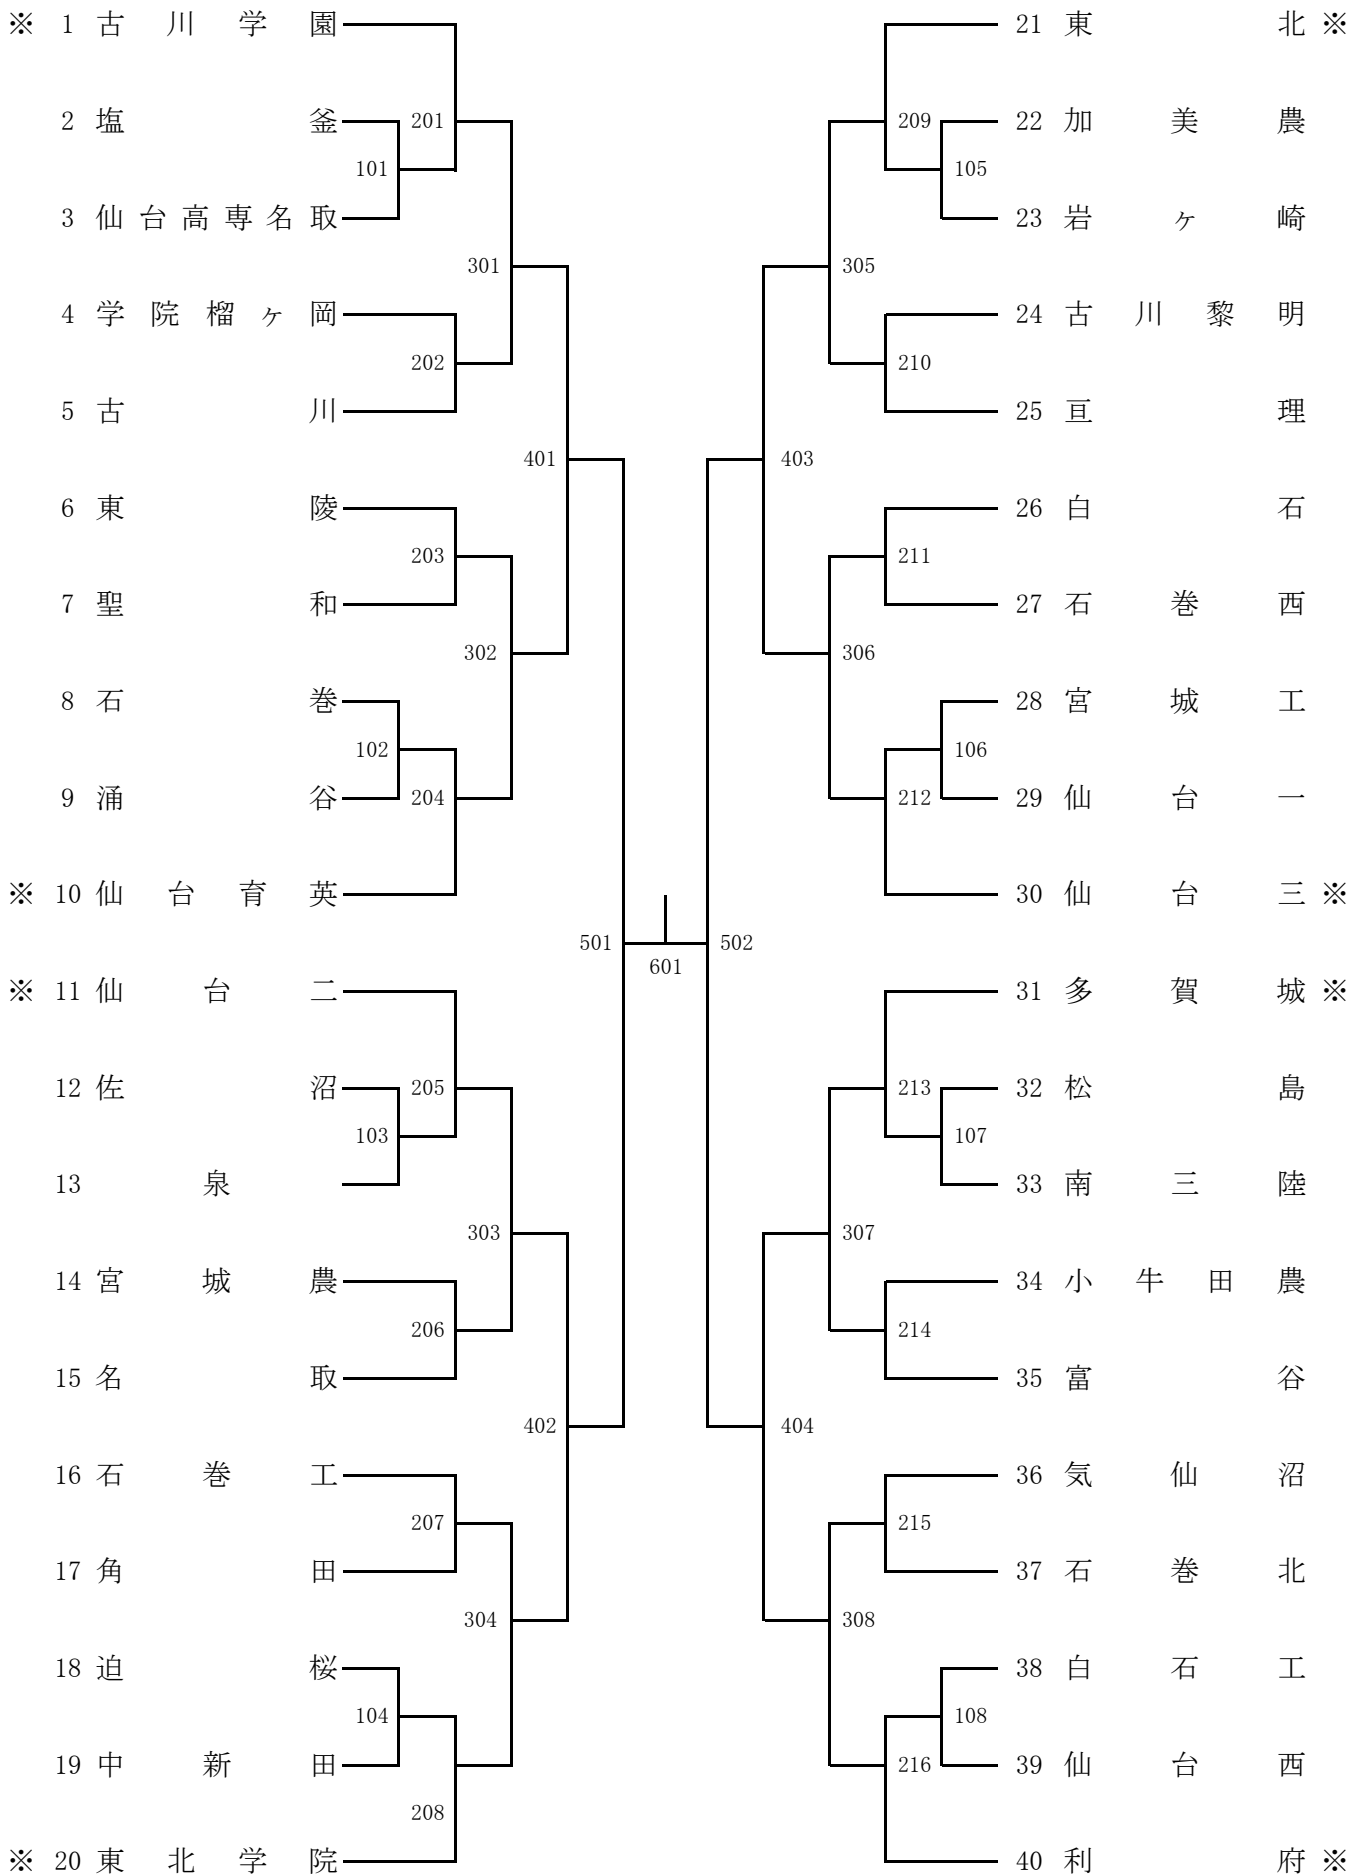 ※ 1 古川学園
2 塩釜
201
101
3 仙台高専名取
301
4 学院榴ヶ岡
202
5 古川
401
6 東陵
203
7 聖和
302
8 石巻
102
9 涌谷
204
※ 10 仙台育英
501
※ 11 仙台二
12 佐沼
205
103
13 泉
303
14 宮城農
206
15 名取
402
16 石巻工
207
17 角田
304
18 迫桜
104
19 中新田
208
※ 20 東北学院
601
21 東北 ※
209
22 加美農
105
23 岩ヶ崎
305
24 古川黎明
210
25 亘理
403
26 白石
211
27 石巻西
306
28 宮城工
106
212
29 仙台一
30 仙台三 ※
502
31 多賀城 ※
213
32 松島
107
33 南三陸
307
34 小牛田農
214
35 富谷
404
36 気仙沼
215
37 石巻北
308
38 白石工
108
216
39 仙台西
40 利府 ※